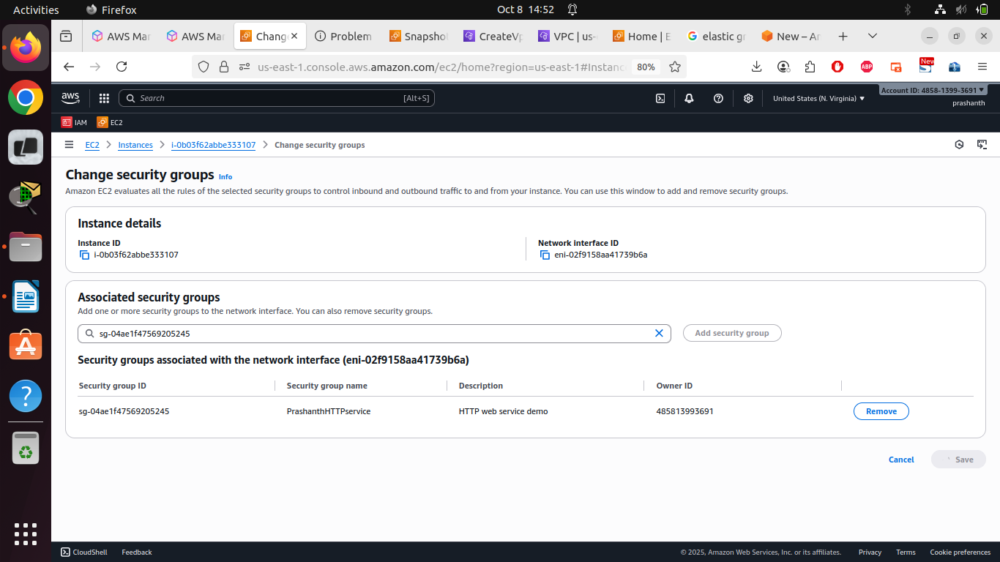 Activities Firefox Oct 8 14:52
AWS Mar AWS Mar Chang Problem Snapsho CreateVp VPC | us- Home | E elastic gr New – Ar
us-east-1.console.aws.amazon.com/ec2/home?region=us-east-1#Instanc 80% ABP New
aws Search [Alt+S] United States (N. Virginia) Account ID: 4858-1399-3691
prashanth
IAM EC2
EC2 Instances i-0b03f62abbe333107 Change security groups
Change security groups Info
Amazon EC2 evaluates all the rules of the selected security groups to control inbound and outbound traffic to and from your instance. You can use this window to add and remove security groups.
Instance details
Instance ID Network interface ID
i-0b03f62abbe333107 eni-02f9158aa41739b6a
Associated security groups
Add one or more security groups to the network interface. You can also remove security groups.
sg-04ae1f47569205245 Add security group
Security groups associated with the network interface (eni-02f9158aa41739b6a)
Security group ID Security group name Description Owner ID
sg-04ae1f47569205245 PrashanthHTTPservice HTTP web service demo 485813993691 Remove
Cancel Save
CloudShell Feedback © 2025, Amazon Web Services, Inc. or its affiliates. Privacy Terms Cookie preferences